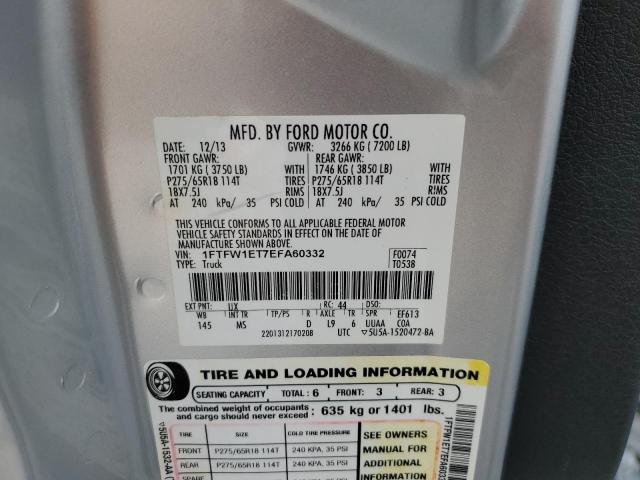 MFD. BY FORD MOTOR CO.
DATE: 12/13 GVWR: 3266 KG ( 7200 LB)
FRONT GAWR: REAR GAWR:
1701 KG ( 3750 LB) 1746 KG ( 3850 LB)
P275/65R18 114T TIRES P275/65R18 114T TIRES
18X7.5J RIMS 18X7.5J RIMS
AT 240 kPa/ 35 PSI COLD AT 240 kPa/ 35 PSI COLD
THIS VEHICLE CONFORMS TO ALL APPLICABLE FEDERAL MOTOR
VEHICLE SAFETY STANDARDS IN EFFECT ON THE DATE OF
MANUFACTURE SHOWN ABOVE.
VIN: 1FTFW1ET7EFA60332 F0074
TYPE: Truck T0538
EXT PNT: UX RC: 44 DSO:
WB INT TR TP/PS R AXLE TR SPR EF613
145 MS D L9 6 UUAA COA
2201312170208 UTC ▽5U5A-1520472-BA
TIRE AND LOADING INFORMATION
SEATING CAPACITY TOTAL: 6 FRONT: 3 REAR: 3
The combined weight of occupants and cargo should never exceed: 635 kg or 1401 lbs.
TIRE SIZE COLD TIRE PRESSURE
FRONT P275/65R18 114T 240 KPA, 35 PSI
REAR P275/65R18 114T 240 KPA, 35 PSI
SPARE
SEE OWNERS
MANUAL FOR
ADDITIONAL
INFORMATION
▽5U5A-1532-AA